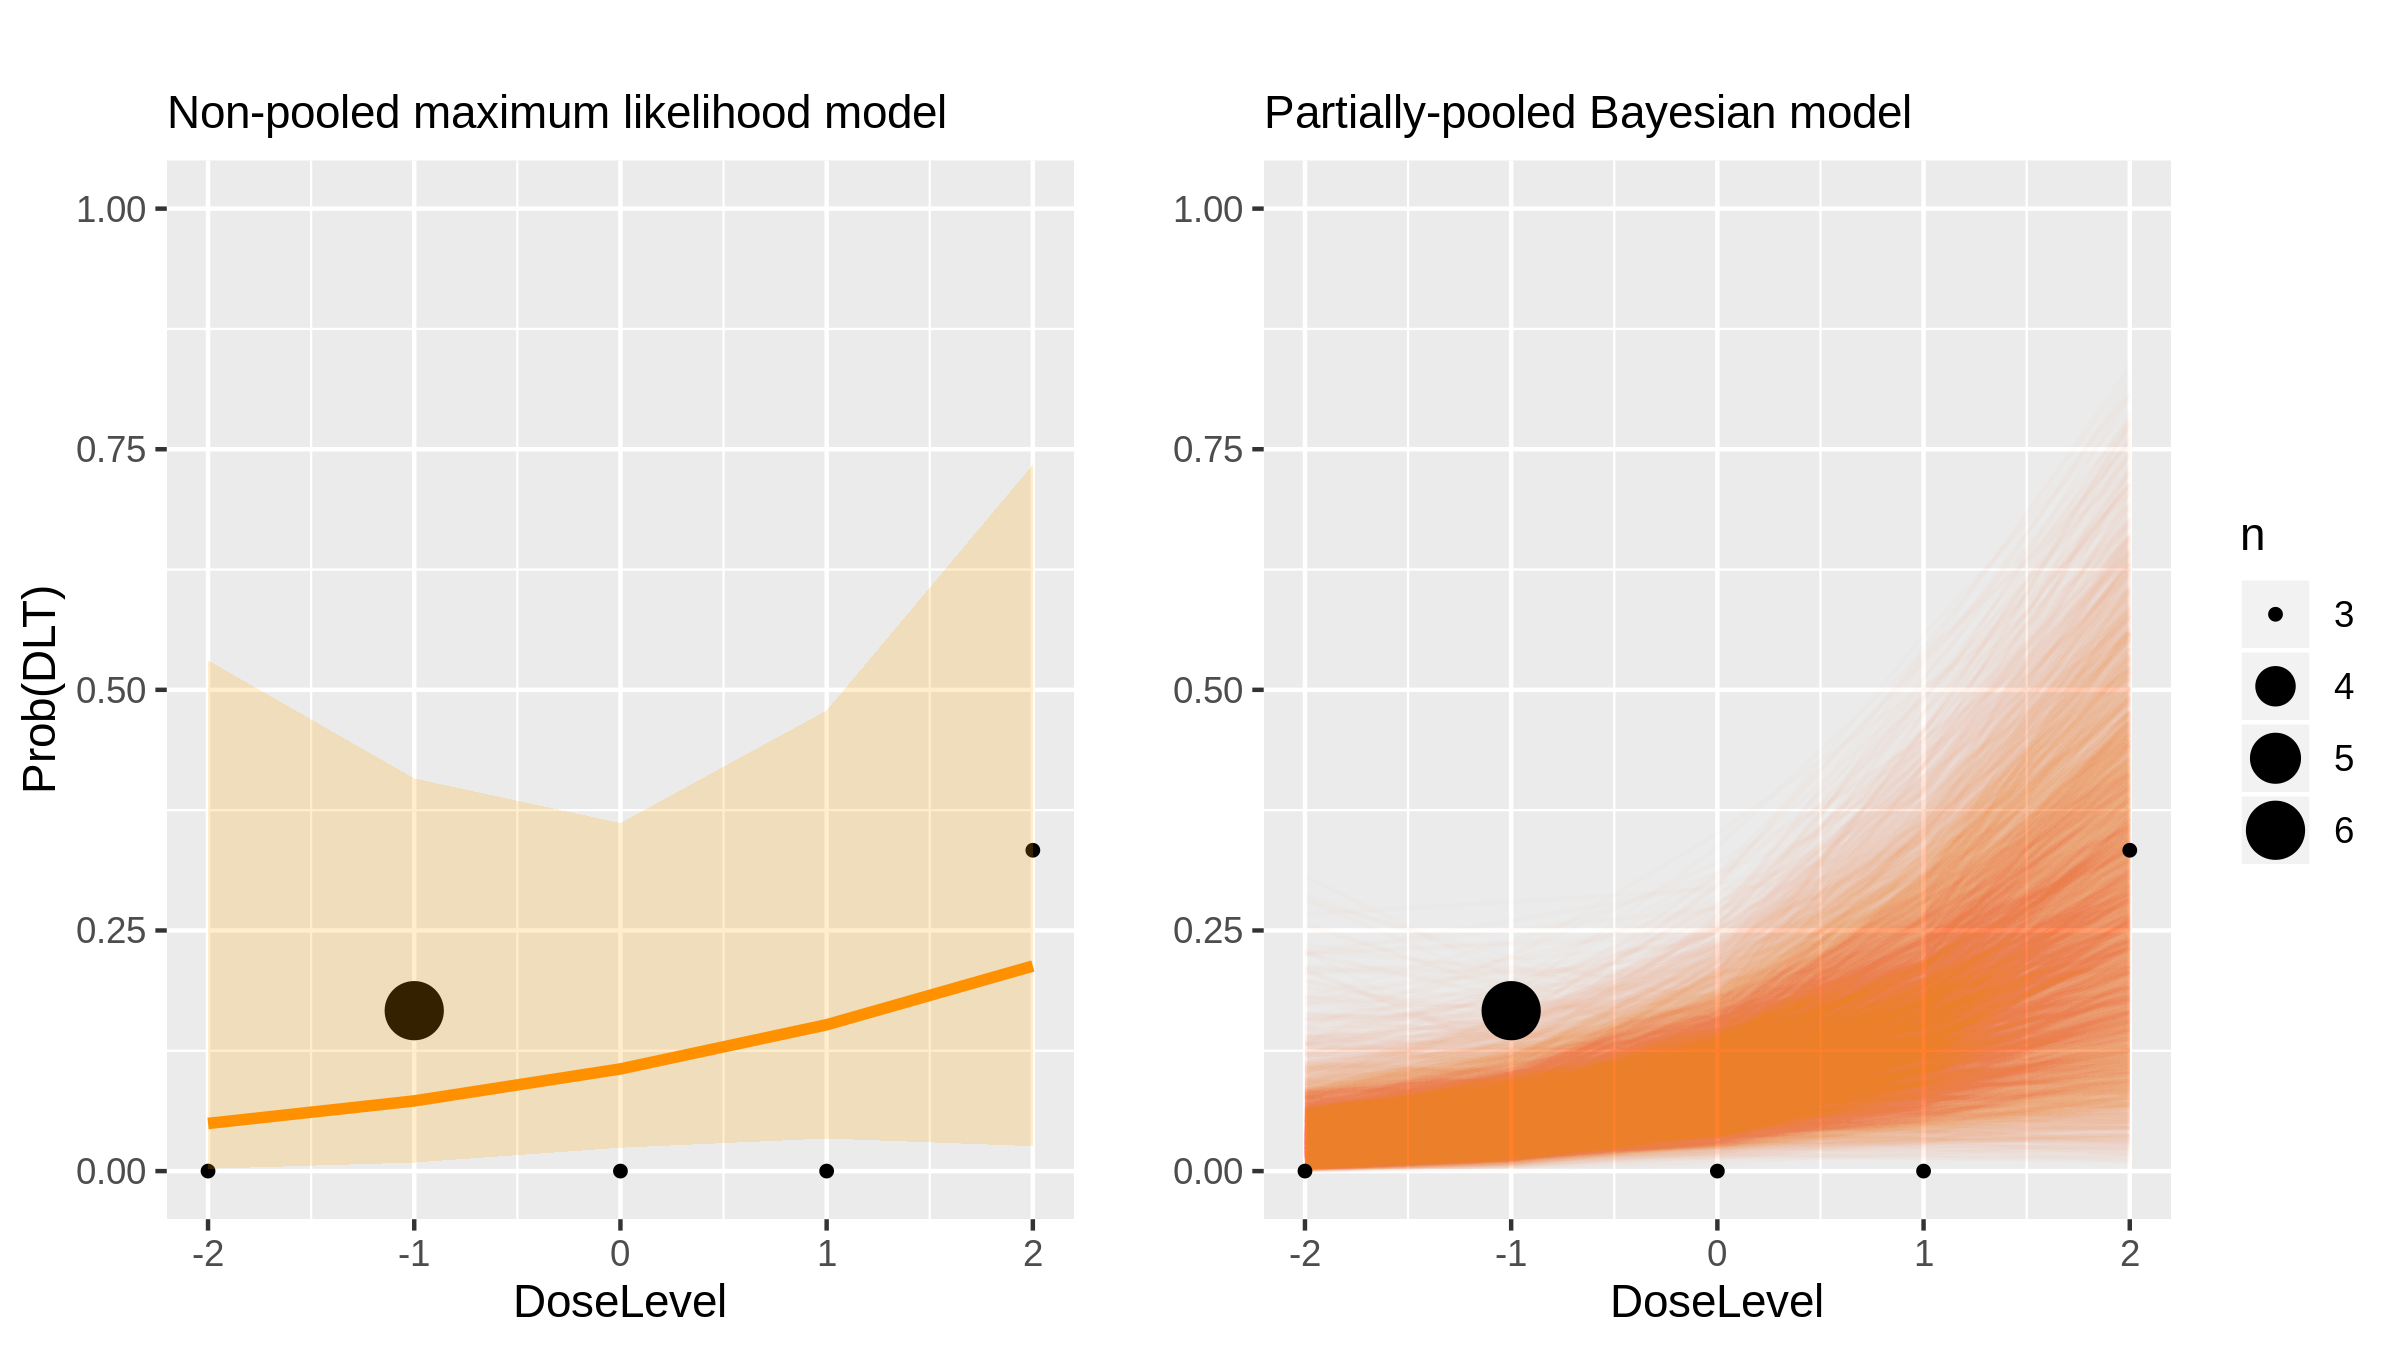 Non-pooled maximum likelihood model
Prob(DLT)
1.00
0.75
0.50
0.25
0.00
-2 -1 0 1 2
DoseLevel
Partially-pooled Bayesian model
1.00
0.75
0.50
0.25
0.00
-2 -1 0 1 2
DoseLevel
n
3
4
5
6